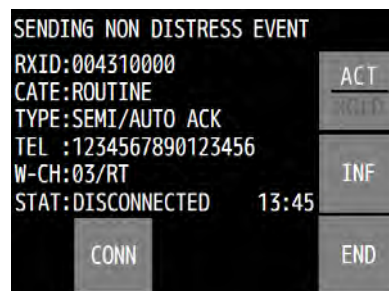 SENDING NON DISTRESS EVENT
RXID:004310000
CATE:ROUTINE
TYPE:SEMI/AUTO ACK
TEL :1234567890123456
W-CH:03/RT
STAT:DISCONNECTED 13:45
ACT
INF
CONN
END